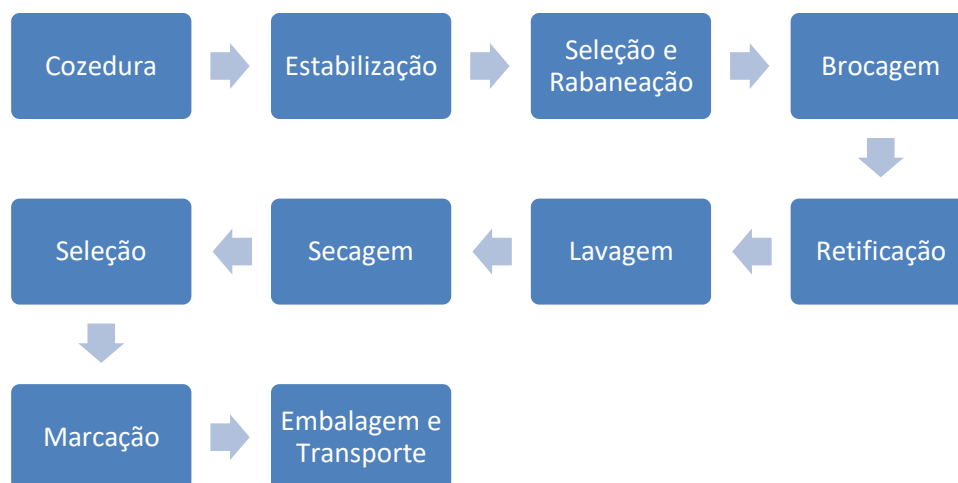 Cozedura
Estabilização
Seleção e
Rabaneação
Brocagem
Retificação
Lavagem
Secagem
Seleção
Marcação
Embalagem e
Transporte